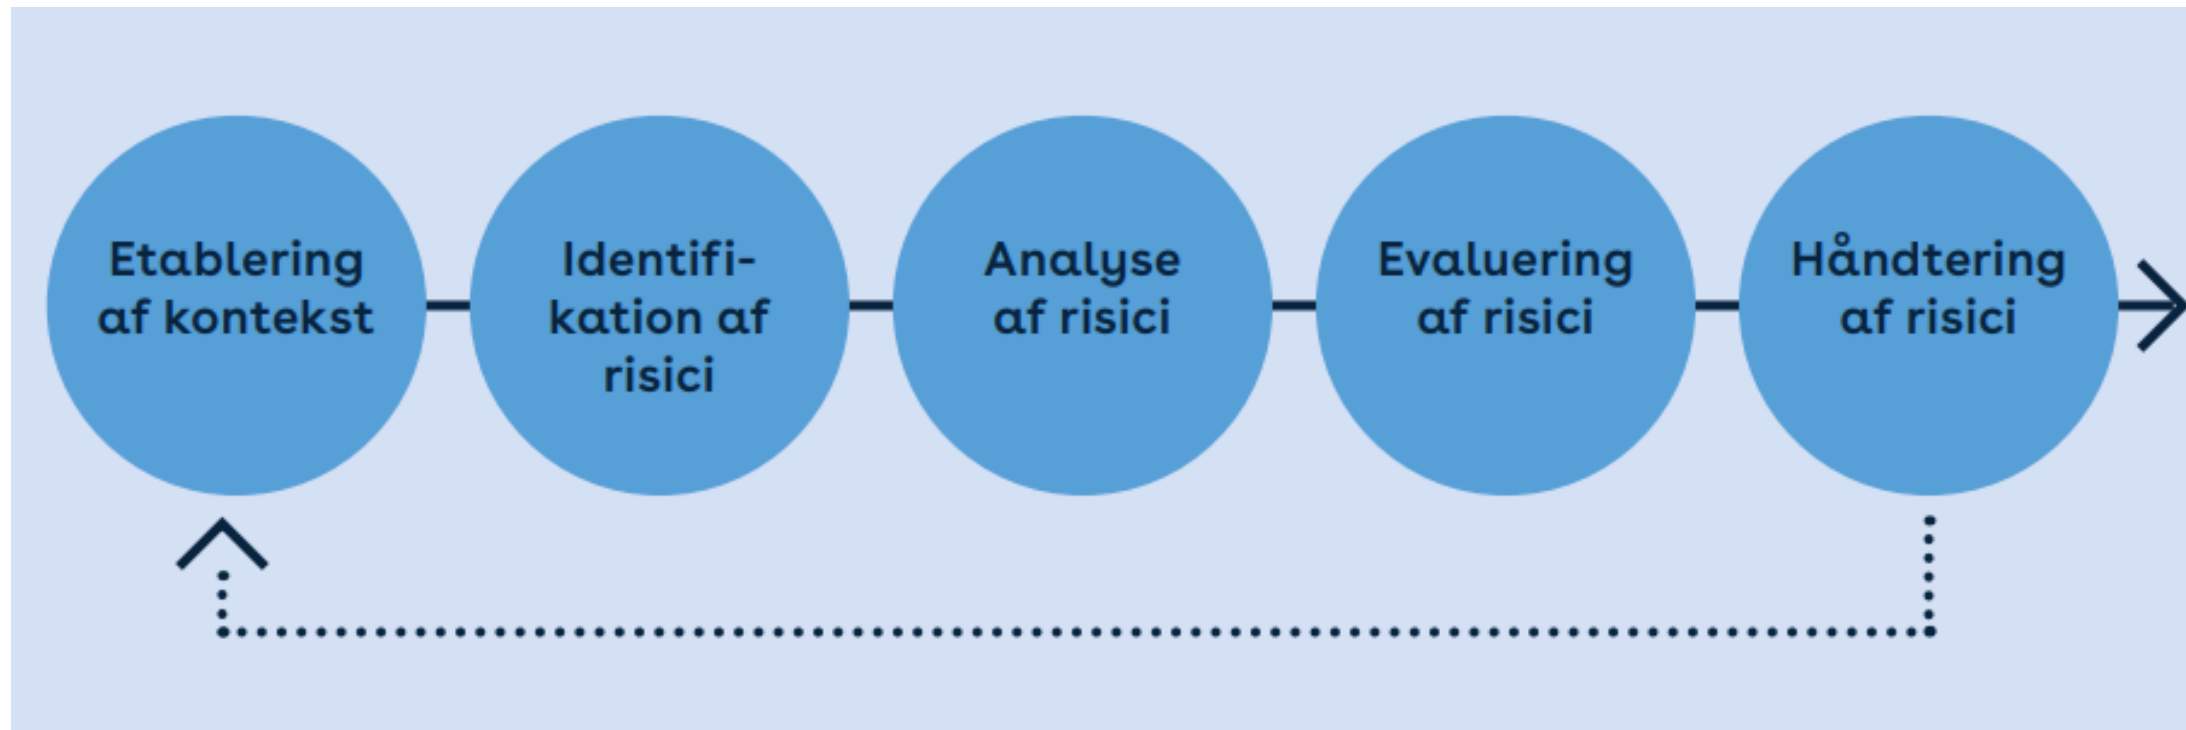 Etablering
af kontekst
Identifi-
kation af
risici
Analyse
af risici
Evaluering
af risici
Håndtering
af risici